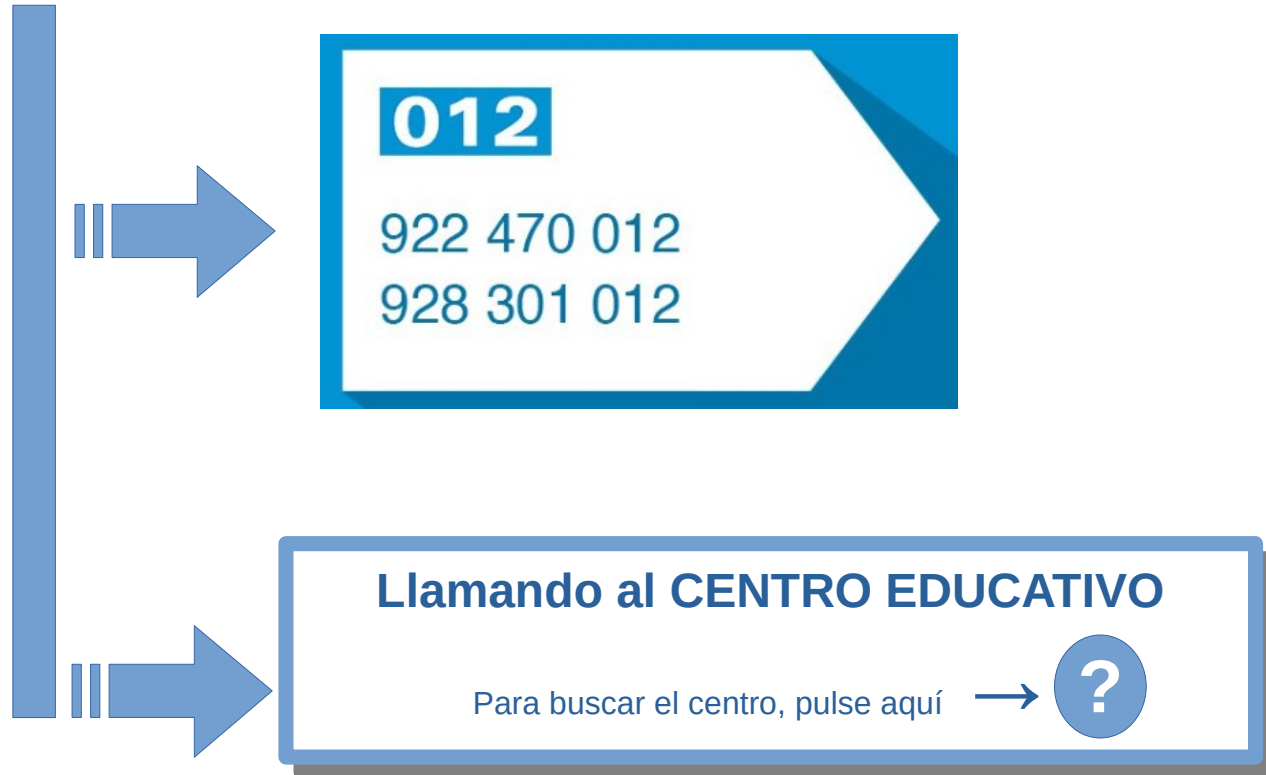 012
922 470 012
928 301 012
Llamando al CENTRO EDUCATIVO
Para buscar el centro, pulse aquí → ?